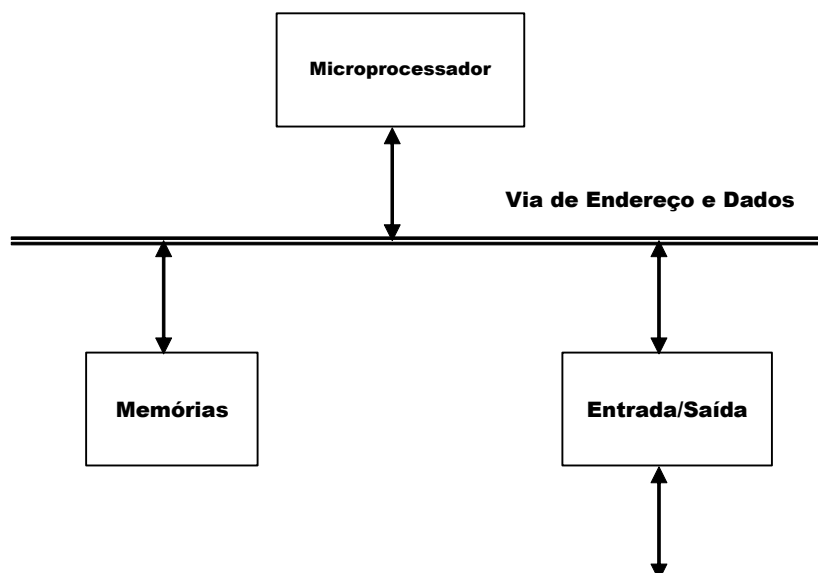 Microprocessador
Via de Endereço e Dados
Memórias
Entrada/Saída